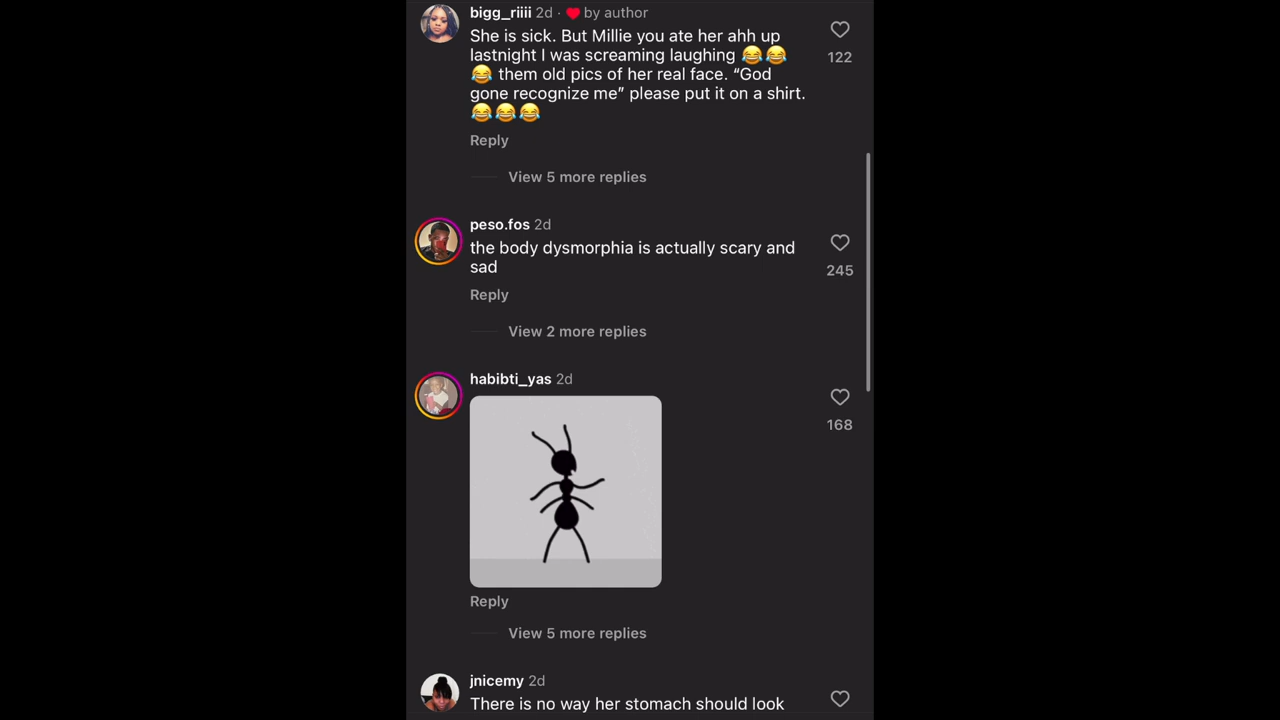 bigg_riiii 2d · ❤️ by author
She is sick. But Millie you ate her ahh up
lastnight I was screaming laughing 😂😂
😂 them old pics of her real face. “God
gone recognize me” please put it on a shirt.
😂😂😂
122
Reply
View 5 more replies
peso.fos 2d
the body dysmorphia is actually scary and
sad
245
Reply
View 2 more replies
habibti_yas 2d
168
Reply
View 5 more replies
jnicemy 2d
There is no way her stomach should look